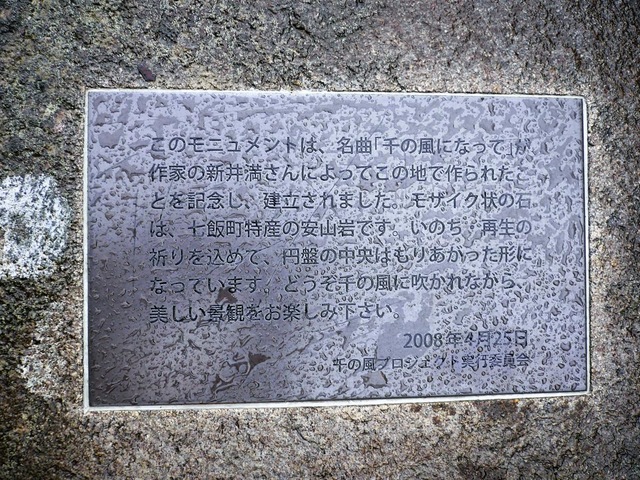 このモニュメントは、名曲「千の風になって」が
作家の新井満さんによってこの地で作られたこ
とを記念し、建立されました。モザイク状の石
は、七飯町特産の安山岩です。いのち・再生の
祈りを込めて、円盤の中央はもりあがった形に
なっています。どうぞ千の風に吹かれながら
美しい景観をお楽しみ下さい。
2008年4月25日
千の風プロジェクト実行委員会